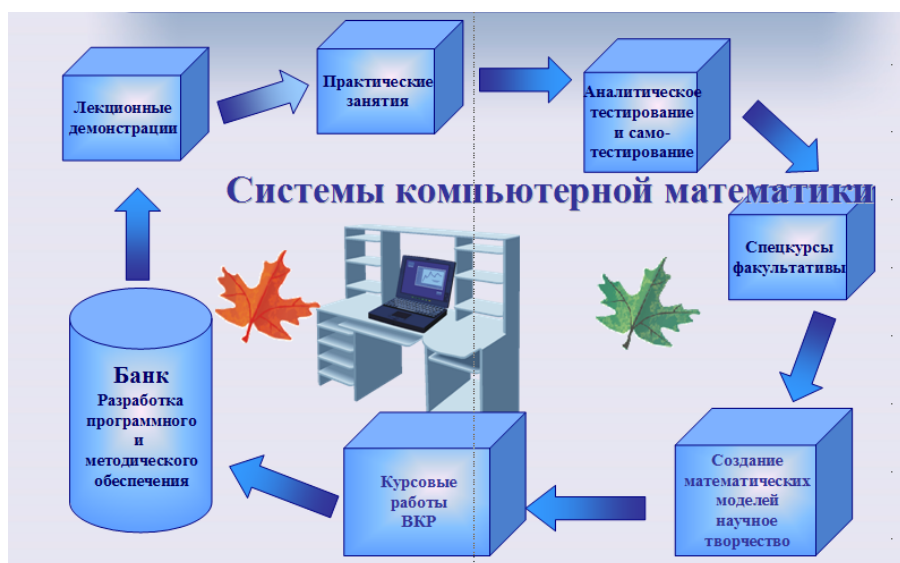 Лекционные
демонстрации
Практические
занятия
Аналитическое
тестирование
и само-
тестирование
Системы компьютерной математики
Спецкурсы
факультативы
Банк
Разработка
программного
и
методического
обеспечения
Курсовые
работы
ВКР
Создание
математических
моделей
научное
творчество